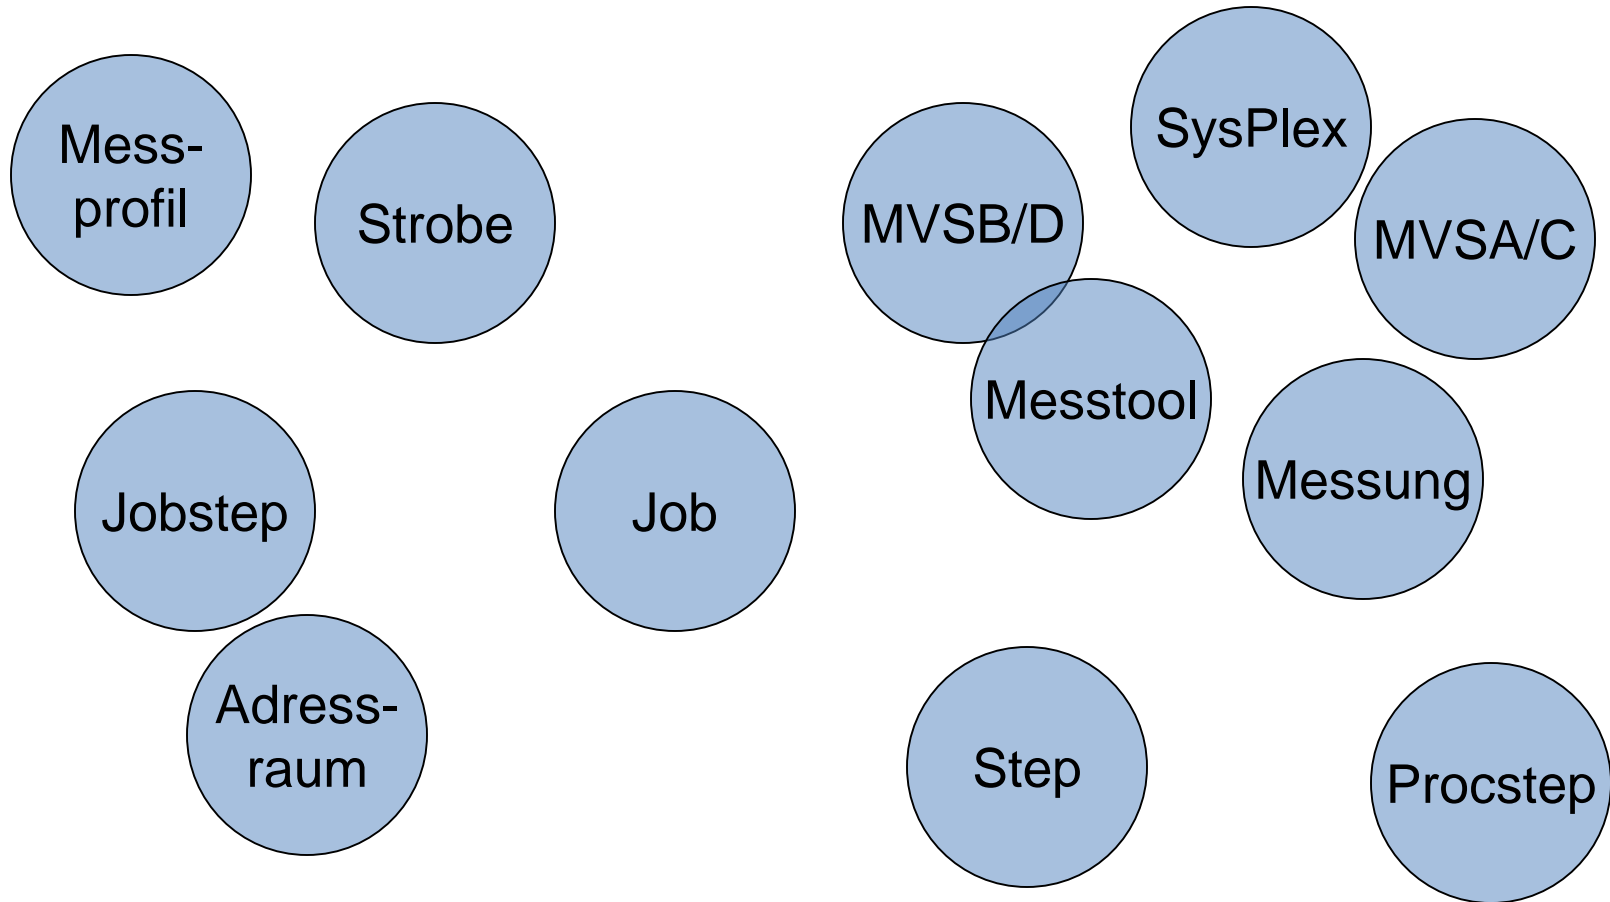 Mess-
profil
Strobe
MVSB/D
SysPlex
MVSA/C
Messtool
Messung
Jobstep
Job
Adress-
raum
Step
Procstep